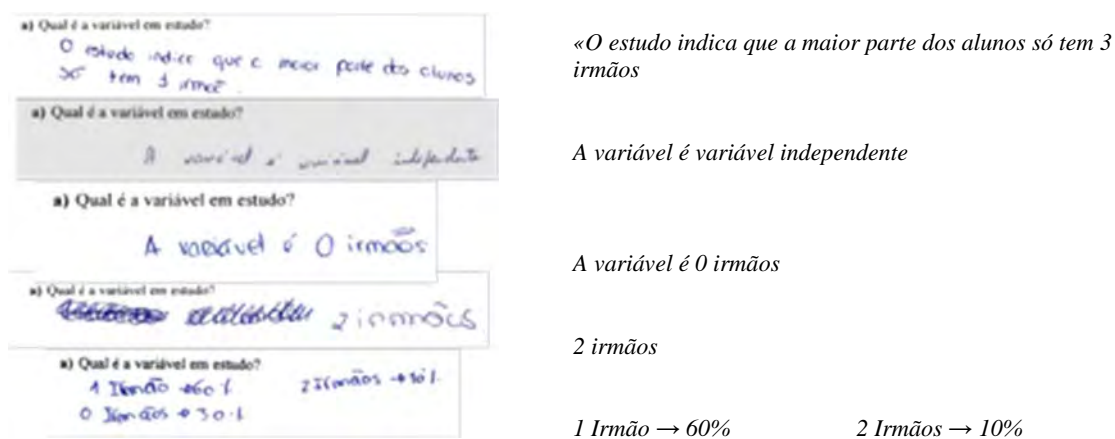 a) Qual é a variável em estudo?
O estudo indica que a maior parte dos alunos
só tem 1 irmão.
«O estudo indica que a maior parte dos alunos só tem 3
irmãos
a) Qual é a variável em estudo?
A variável é variável independente
A variável é variável independente
a) Qual é a variável em estudo?
A variável é 0 irmãos
A variável é 0 irmãos
a) Qual é a variável em estudo?
2 irmãos
2 irmãos
a) Qual é a variável em estudo?
1 Irmão → 60% 2 Irmãos → 10%
0 Irmãos → 30%
1 Irmão → 60% 2 Irmãos → 10%